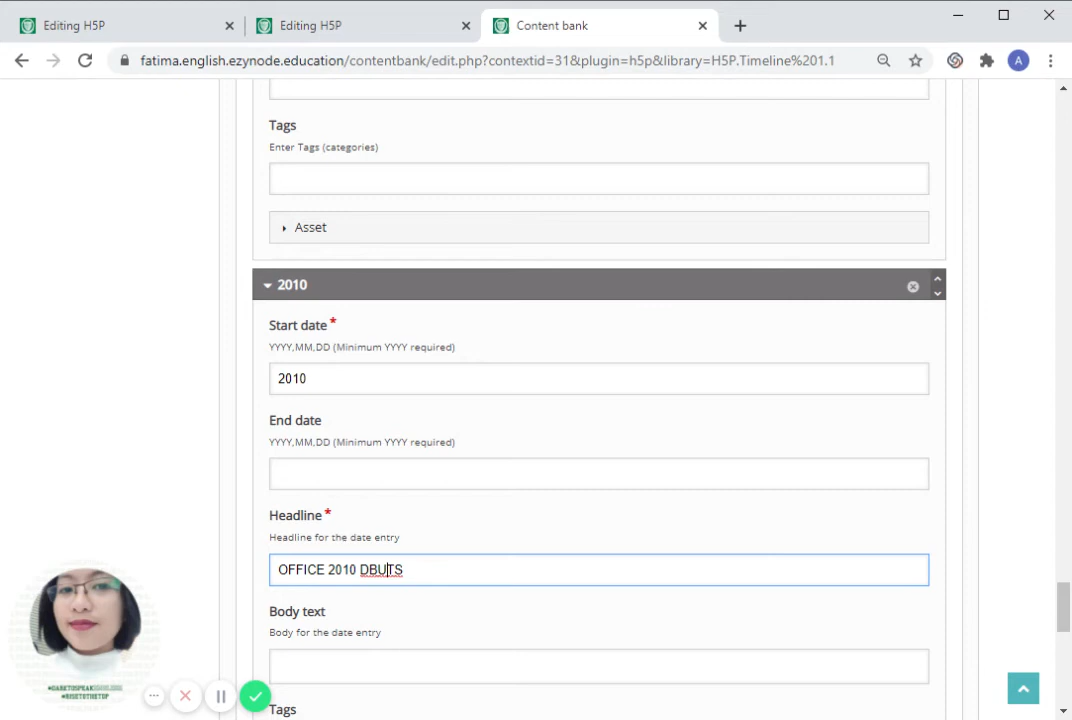 Editing H5P
Editing H5P
Content bank
fatima.english.ezynode.education/contentbank/edit.php?contextid=31&plugin=h5p&library=H5P.Timeline%201.1
A
Tags
Enter Tags (categories)
Asset
2010
Start date *
YYYY,MM,DD (Minimum YYYY required)
2010
End date
YYYY,MM,DD (Minimum YYYY required)
Headline *
Headline for the date entry
OFFICE 2010 DBUTS
Body text
Body for the date entry
#RISETOTHETOP
Tags